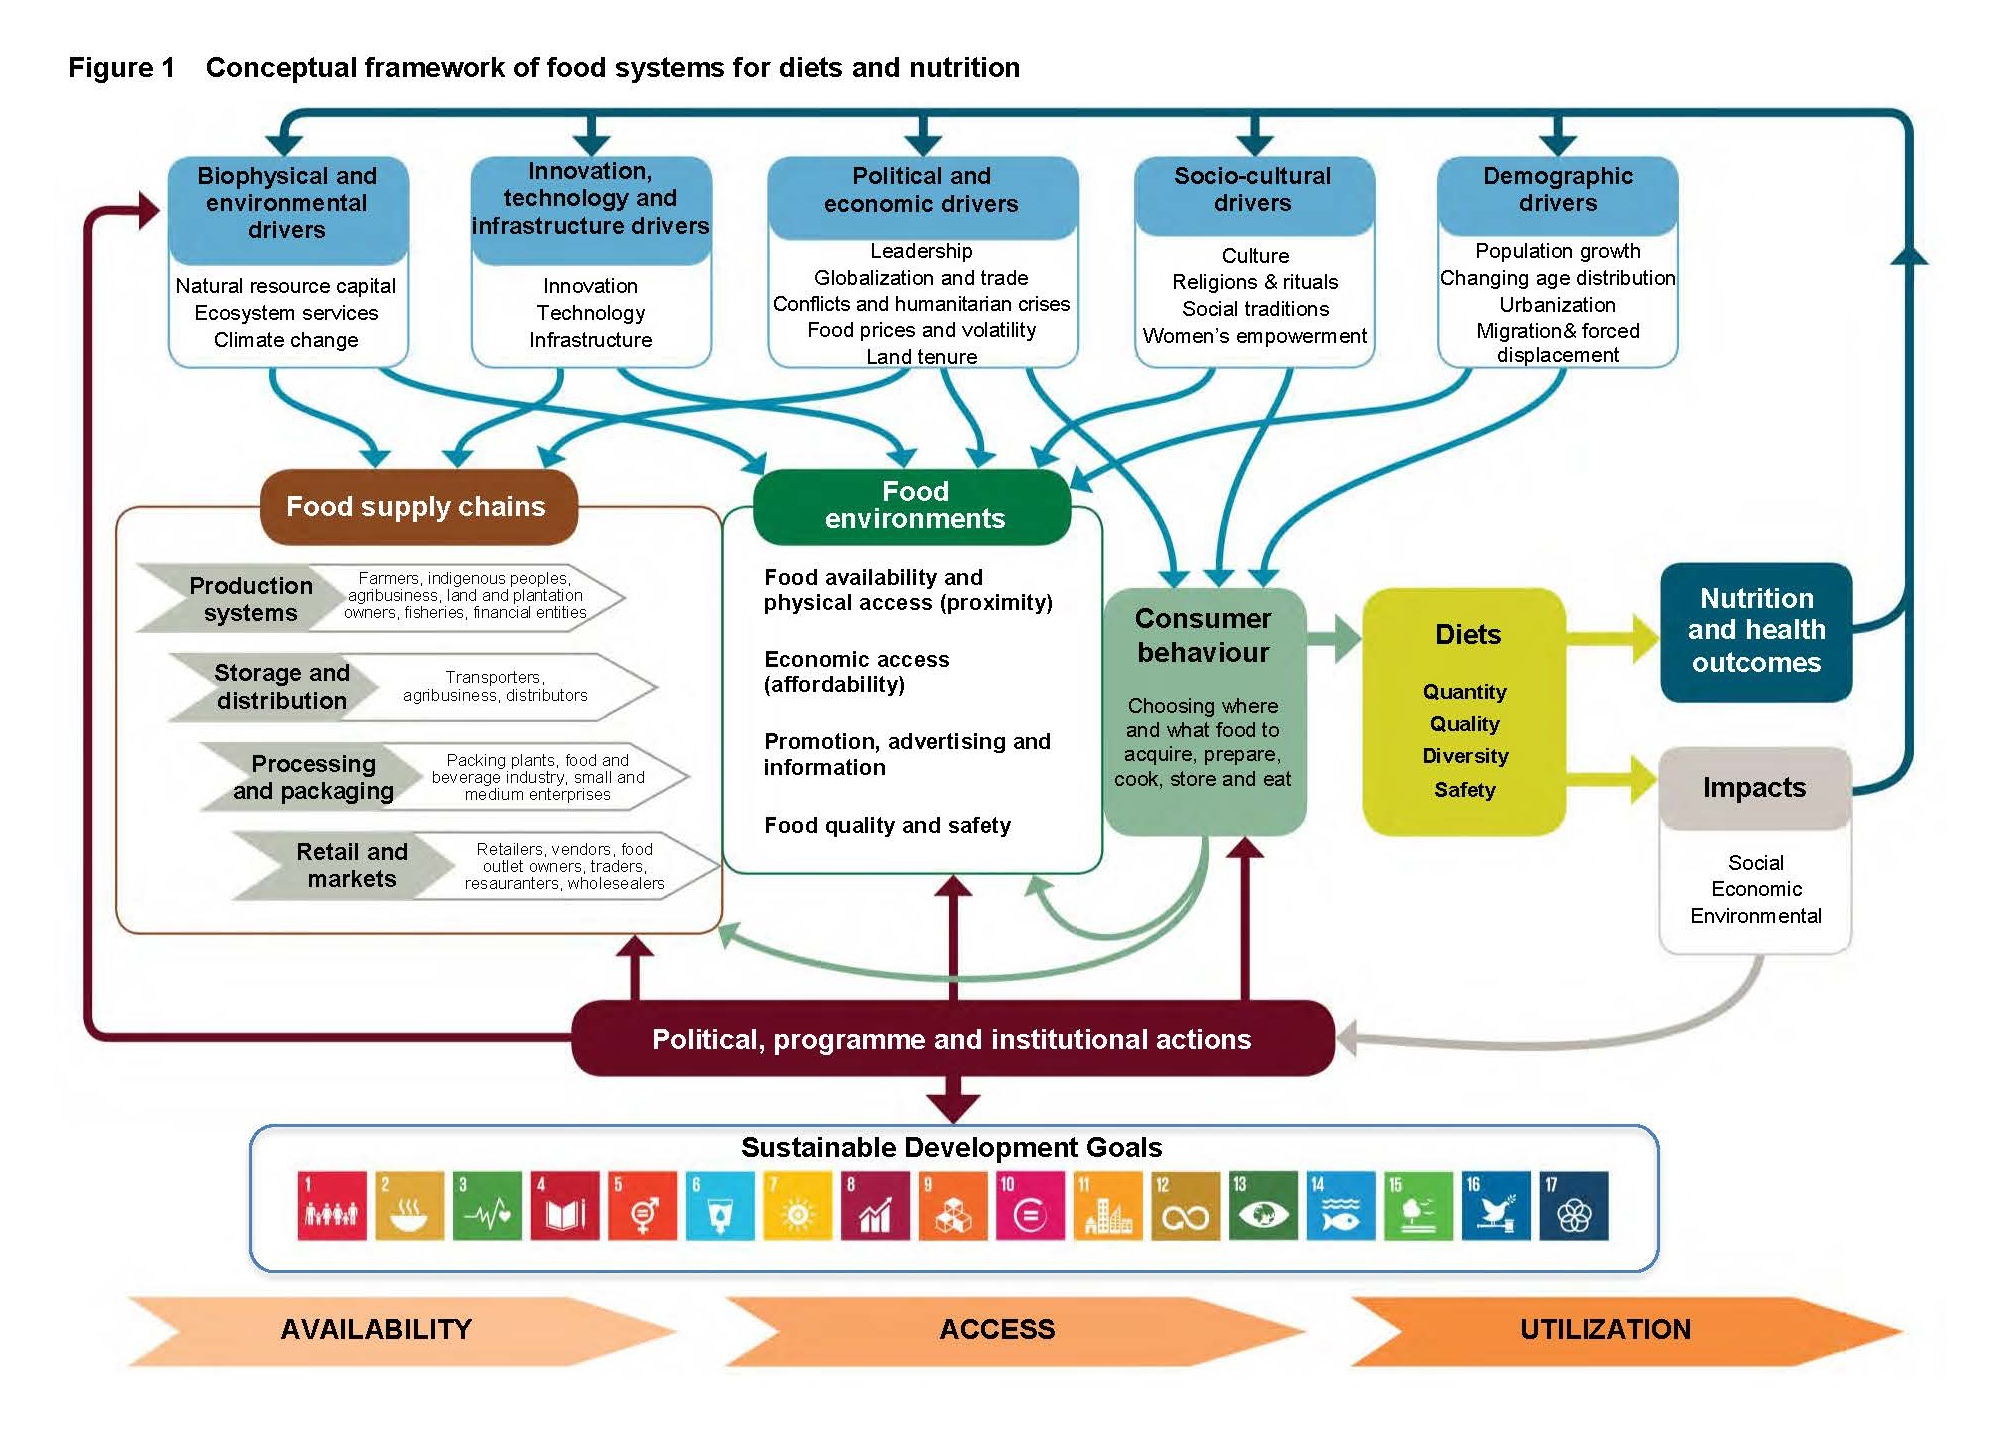 Figure 1 Conceptual framework of food systems for diets and nutrition
Biophysical and
environmental
drivers
Natural resource capital
Ecosystem services
Climate change
Innovation,
technology and
infrastructure drivers
Innovation
Technology
Infrastructure
Political and
economic drivers
Leadership
Globalization and trade
Conflicts and humanitarian crises
Food prices and volatility
Land tenure
Socio-cultural
drivers
Culture
Religions & rituals
Social traditions
Women’s empowerment
Demographic
drivers
Population growth
Changing age distribution
Urbanization
Migration& forced
displacement
Food supply chains
Production
systems
Farmers, indigenous peoples,
agribusiness, land and plantation
owners, fisheries, financial entities
Storage and
distribution
Transporters,
agribusiness, distributors
Processing
and packaging
Packing plants, food and
beverage industry, small and
medium enterprises
Retail and
markets
Retailers, vendors, food
outlet owners, traders,
resauranters, wholesealers
Food
environments
Food availability and
physical access (proximity)
Economic access
(affordability)
Promotion, advertising and
information
Food quality and safety
Consumer
behaviour
Choosing where
and what food to
acquire, prepare,
cook, store and eat
Diets
Quantity
Quality
Diversity
Safety
Nutrition
and health
outcomes
Impacts
Social
Economic
Environmental
Political, programme and institutional actions
Sustainable Development Goals
1 2 3 4 5 6 7 8 9 10 11 12 13 14 15 16 17
AVAILABILITY
ACCESS
UTILIZATION